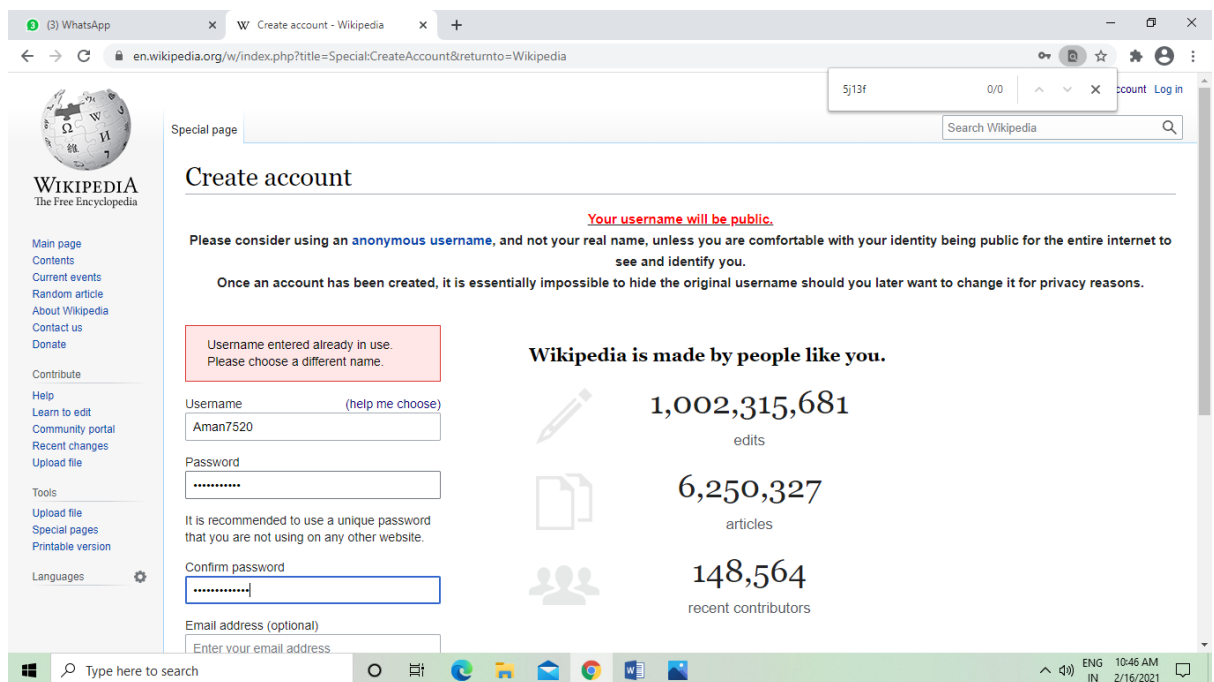 (3) WhatsApp
W Create account - Wikipedia
en.wikipedia.org/w/index.php?title=Special:CreateAccount&returnto=Wikipedia
5j13f 0/0
ccount Log in
WIKIPEDIA
The Free Encyclopedia
Special page
Search Wikipedia
Create account
Your username will be public.
Please consider using an anonymous username, and not your real name, unless you are comfortable with your identity being public for the entire internet to
see and identify you.
Once an account has been created, it is essentially impossible to hide the original username should you later want to change it for privacy reasons.
Main page
Contents
Current events
Random article
About Wikipedia
Contact us
Donate
Contribute
Help
Learn to edit
Community portal
Recent changes
Upload file
Tools
Upload file
Special pages
Printable version
Languages
Username entered already in use.
Please choose a different name.
Username (help me choose)
Aman7520
Password
•••••••••••
It is recommended to use a unique password
that you are not using on any other website.
Confirm password
•••••••••••••
Email address (optional)
Enter your email address
Wikipedia is made by people like you.
1,002,315,681
edits
6,250,327
articles
148,564
recent contributors
Type here to search
ENG
IN
10:46 AM
2/16/2021